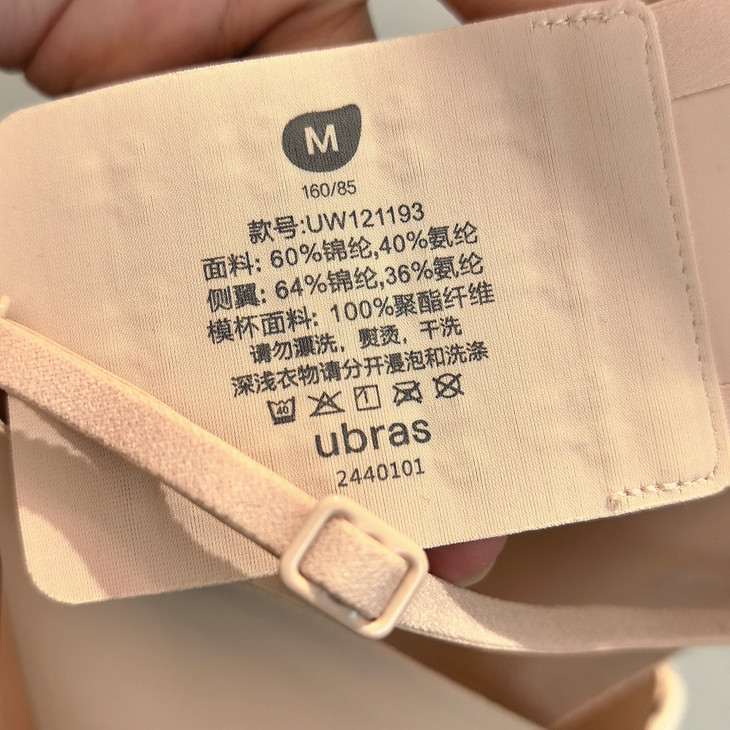 M
160/85
款号:UW121193
面料: 60%锦纶,40%氨纶
侧翼: 64%锦纶,36%氨纶
模杯面料: 100%聚酯纤维
请勿漂洗, 熨烫, 干洗
深浅衣物请分开浸泡和洗涤
40
ubras
2440101